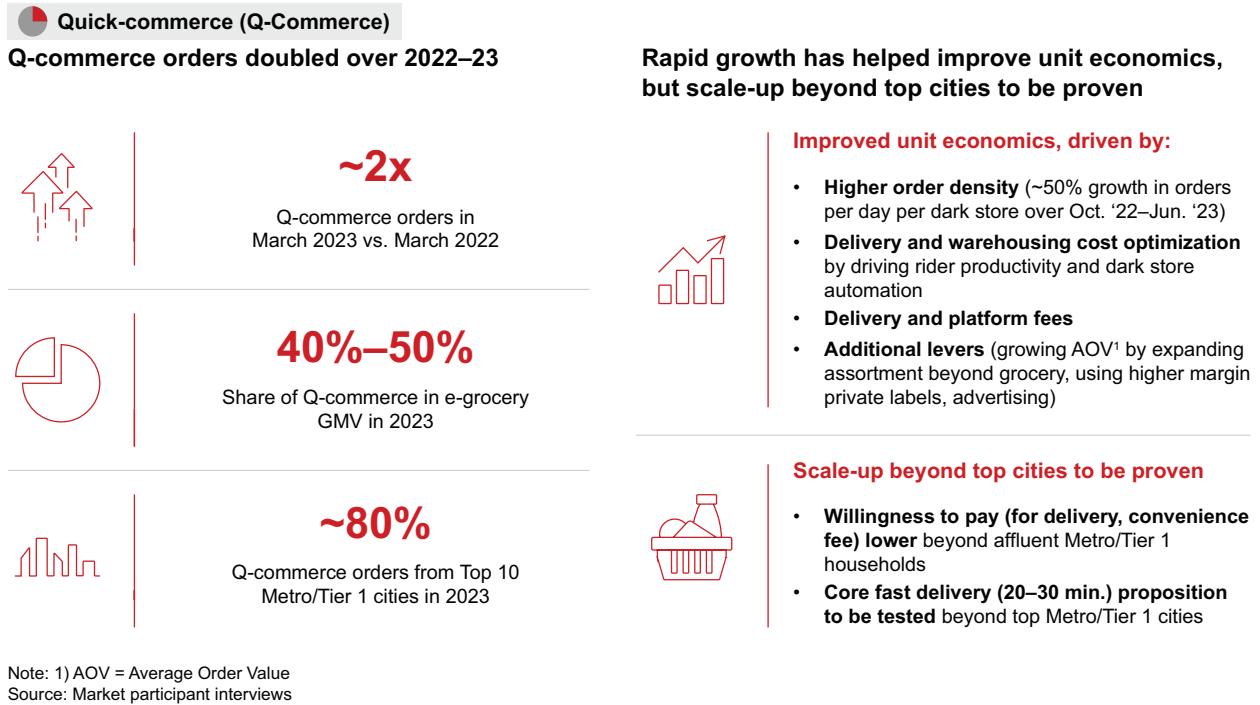 Quick-commerce (Q-Commerce)
Q-commerce orders doubled over 2022–23
~2x
Q-commerce orders in
March 2023 vs. March 2022
40%–50%
Share of Q-commerce in e-grocery
GMV in 2023
~80%
Q-commerce orders from Top 10
Metro/Tier 1 cities in 2023
Rapid growth has helped improve unit economics,
but scale-up beyond top cities to be proven
Improved unit economics, driven by:
• Higher order density (~50% growth in orders
per day per dark store over Oct. ‘22–Jun. ‘23)
• Delivery and warehousing cost optimization
by driving rider productivity and dark store
automation
• Delivery and platform fees
• Additional levers (growing AOV¹ by expanding
assortment beyond grocery, using higher margin
private labels, advertising)
Scale-up beyond top cities to be proven
• Willingness to pay (for delivery, convenience
fee) lower beyond affluent Metro/Tier 1
households
• Core fast delivery (20–30 min.) proposition
to be tested beyond top Metro/Tier 1 cities
Note: 1) AOV = Average Order Value
Source: Market participant interviews